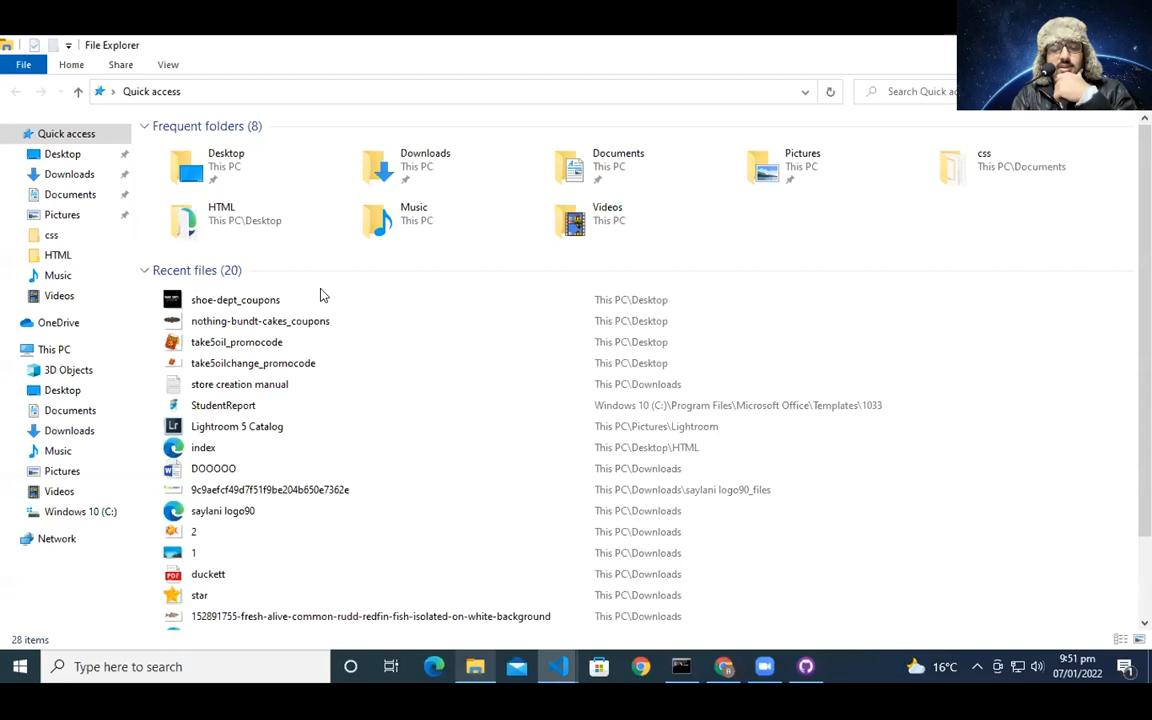 File Explorer
File Home Share View
Quick access
Search Quick a
Quick access
Desktop
Downloads
Documents
Pictures
css
HTML
Music
Videos
OneDrive
This PC
3D Objects
Desktop
Documents
Downloads
Music
Pictures
Videos
Windows 10 (C:)
Network
Frequent folders (8)
Desktop
This PC
Downloads
This PC
Documents
This PC
Pictures
This PC
css
This PC\Documents
HTML
This PC\Desktop
Music
This PC
Videos
This PC
Recent files (20)
shoe-dept_coupons This PC\Desktop
nothing-bundt-cakes_coupons This PC\Desktop
take5oil_promocode This PC\Desktop
take5oilchange_promocode This PC\Desktop
store creation manual This PC\Downloads
StudentReport Windows 10 (C:)\Program Files\Microsoft Office\Templates\1033
Lightroom 5 Catalog This PC\Pictures\Lightroom
index This PC\Desktop\HTML
DOOOOO This PC\Downloads
9c9aefcf49d7f51f9be204b650e7362e This PC\Downloads\saylani logo90_files
saylani logo90 This PC\Downloads
2 This PC\Downloads
1 This PC\Downloads
duckett This PC\Downloads
star This PC\Downloads
152891755-fresh-alive-common-rudd-redfin-fish-isolated-on-white-background This PC\Downloads
28 items
Type here to search
16°C
9:51 pm
07/01/2022